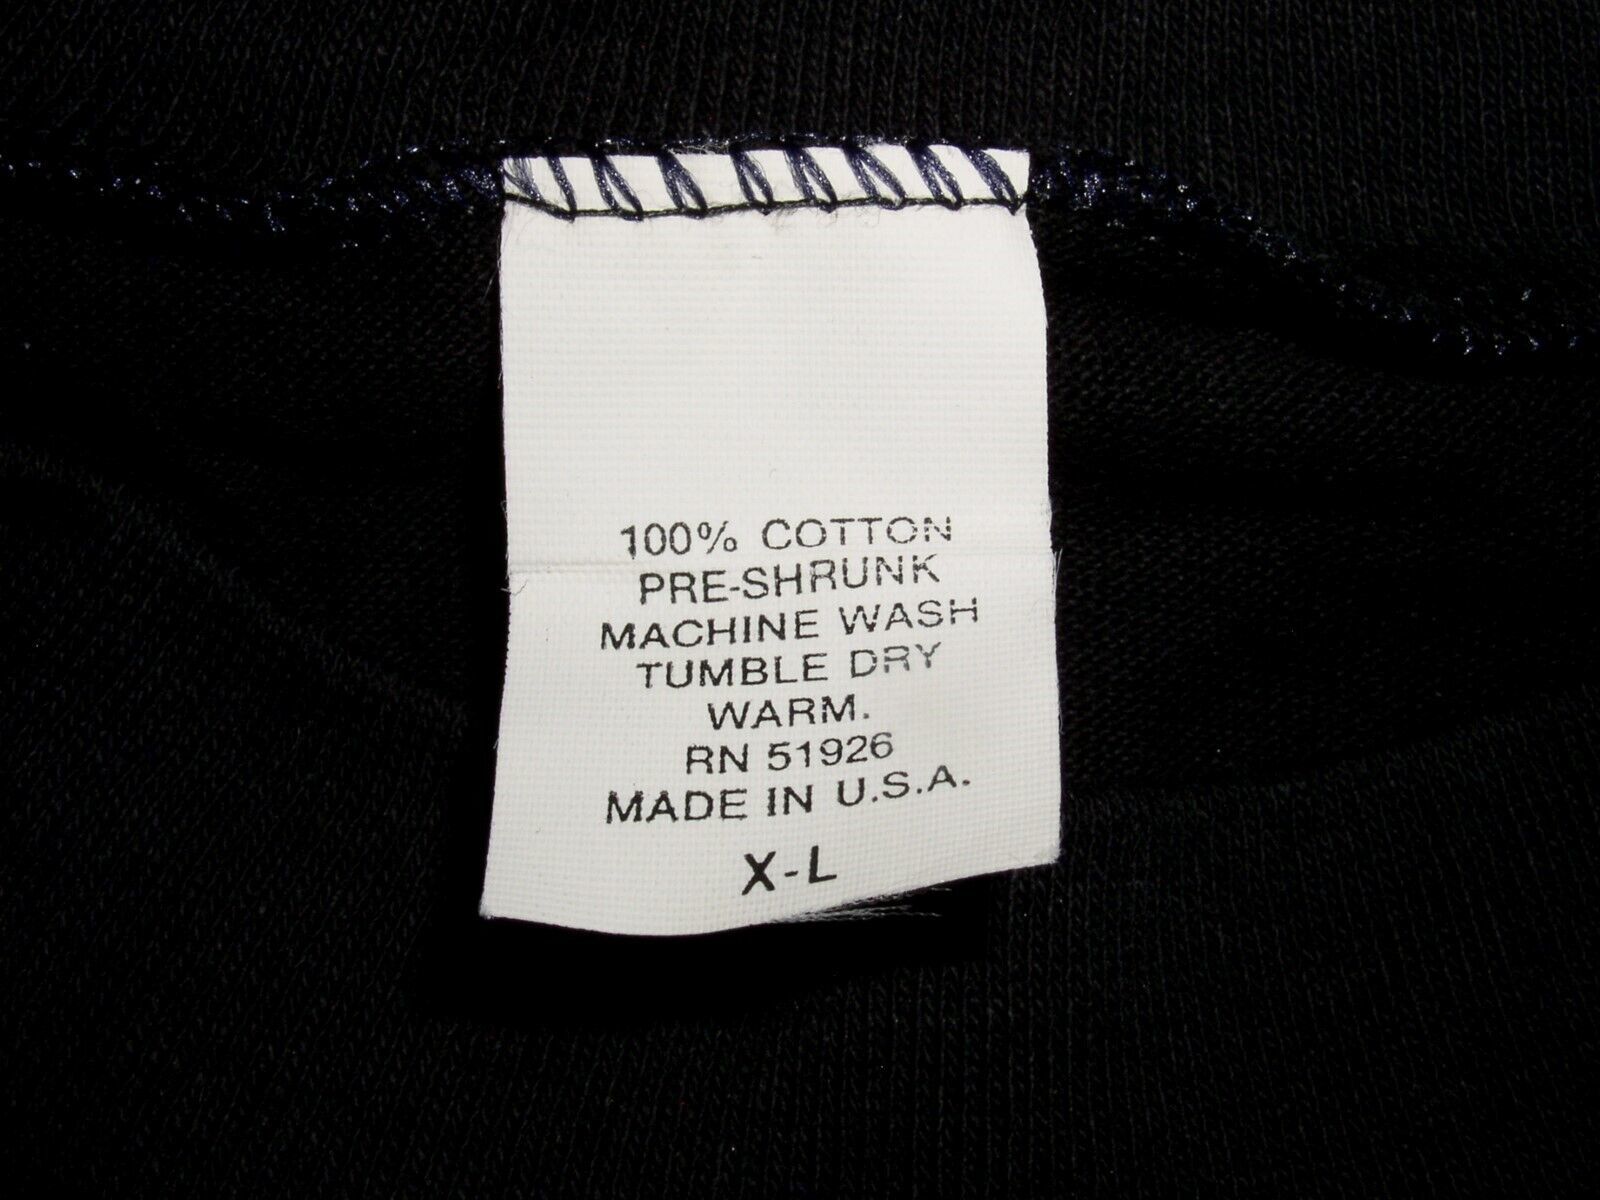 100% COTTON
PRE-SHRUNK
MACHINE WASH
TUMBLE DRY
WARM.
RN 51926
MADE IN U.S.A.
X-L